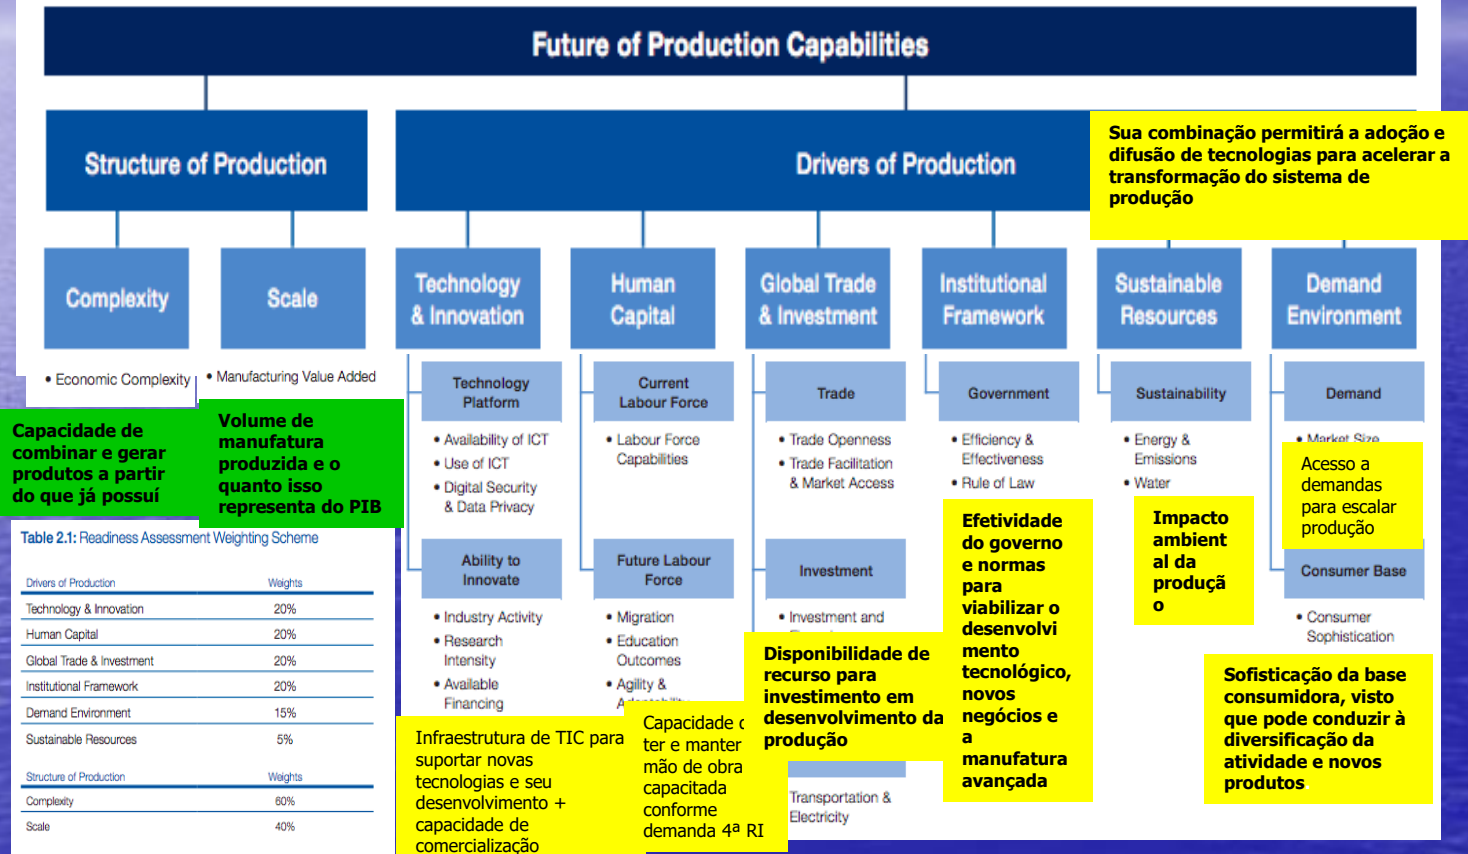 Future of Production Capabilities
Structure of Production
Drivers of Production
Sua combinação permitirá a adoção e
difusão de tecnologias para acelerar a
transformação do sistema de
produção
Complexity
Scale
Technology
& Innovation
Human
Capital
Global Trade
& Investment
Institutional
Framework
Sustainable
Resources
Demand
Environment
• Economic Complexity
• Manufacturing Value Added
Capacidade de
combinar e gerar
produtos a partir
do que já possuí
Volume de
manufatura
produzida e o
quanto isso
representa do PIB
Technology
Platform
• Availability of ICT
• Use of ICT
• Digital Security
& Data Privacy
Ability to
Innovate
• Industry Activity
• Research
Intensity
• Available
Financing
Infraestrutura de TIC para
suportar novas
tecnologias e seu
desenvolvimento +
capacidade de
comercialização
Current
Labour Force
• Labour Force
Capabilities
Future Labour
Force
• Migration
• Education
Outcomes
• Agility &
Capacidade
ter e manter
mão de obra
capacitada
conforme
demanda 4ª RI
Trade
• Trade Openness
• Trade Facilitation
& Market Access
Investment
• Investment and
Disponibilidade de
recurso para
investimento em
desenvolvimento da
produção
Transportation &
Electricity
Government
• Efficiency &
Effectiveness
• Rule of Law
Efetividade
do governo
e normas
para
viabilizar o
desenvolvi
mento
tecnológico,
novos
negócios e
a
manufatura
avançada
Sustainability
• Energy &
Emissions
• Water
Impacto
ambient
al da
produçã
o
Demand
• Market Size
Acesso a
demandas
para escalar
produção
Consumer Base
• Consumer
Sophistication
Sofisticação da base
consumidora, visto
que pode conduzir à
diversificação da
atividade e novos
produtos
Table 2.1: Readiness Assessment Weighting Scheme
Drivers of Production Weights
Technology & Innovation 20%
Human Capital 20%
Global Trade & Investment 20%
Institutional Framework 20%
Demand Environment 15%
Sustainable Resources 5%
Structure of Production Weights
Complexity 60%
Scale 40%